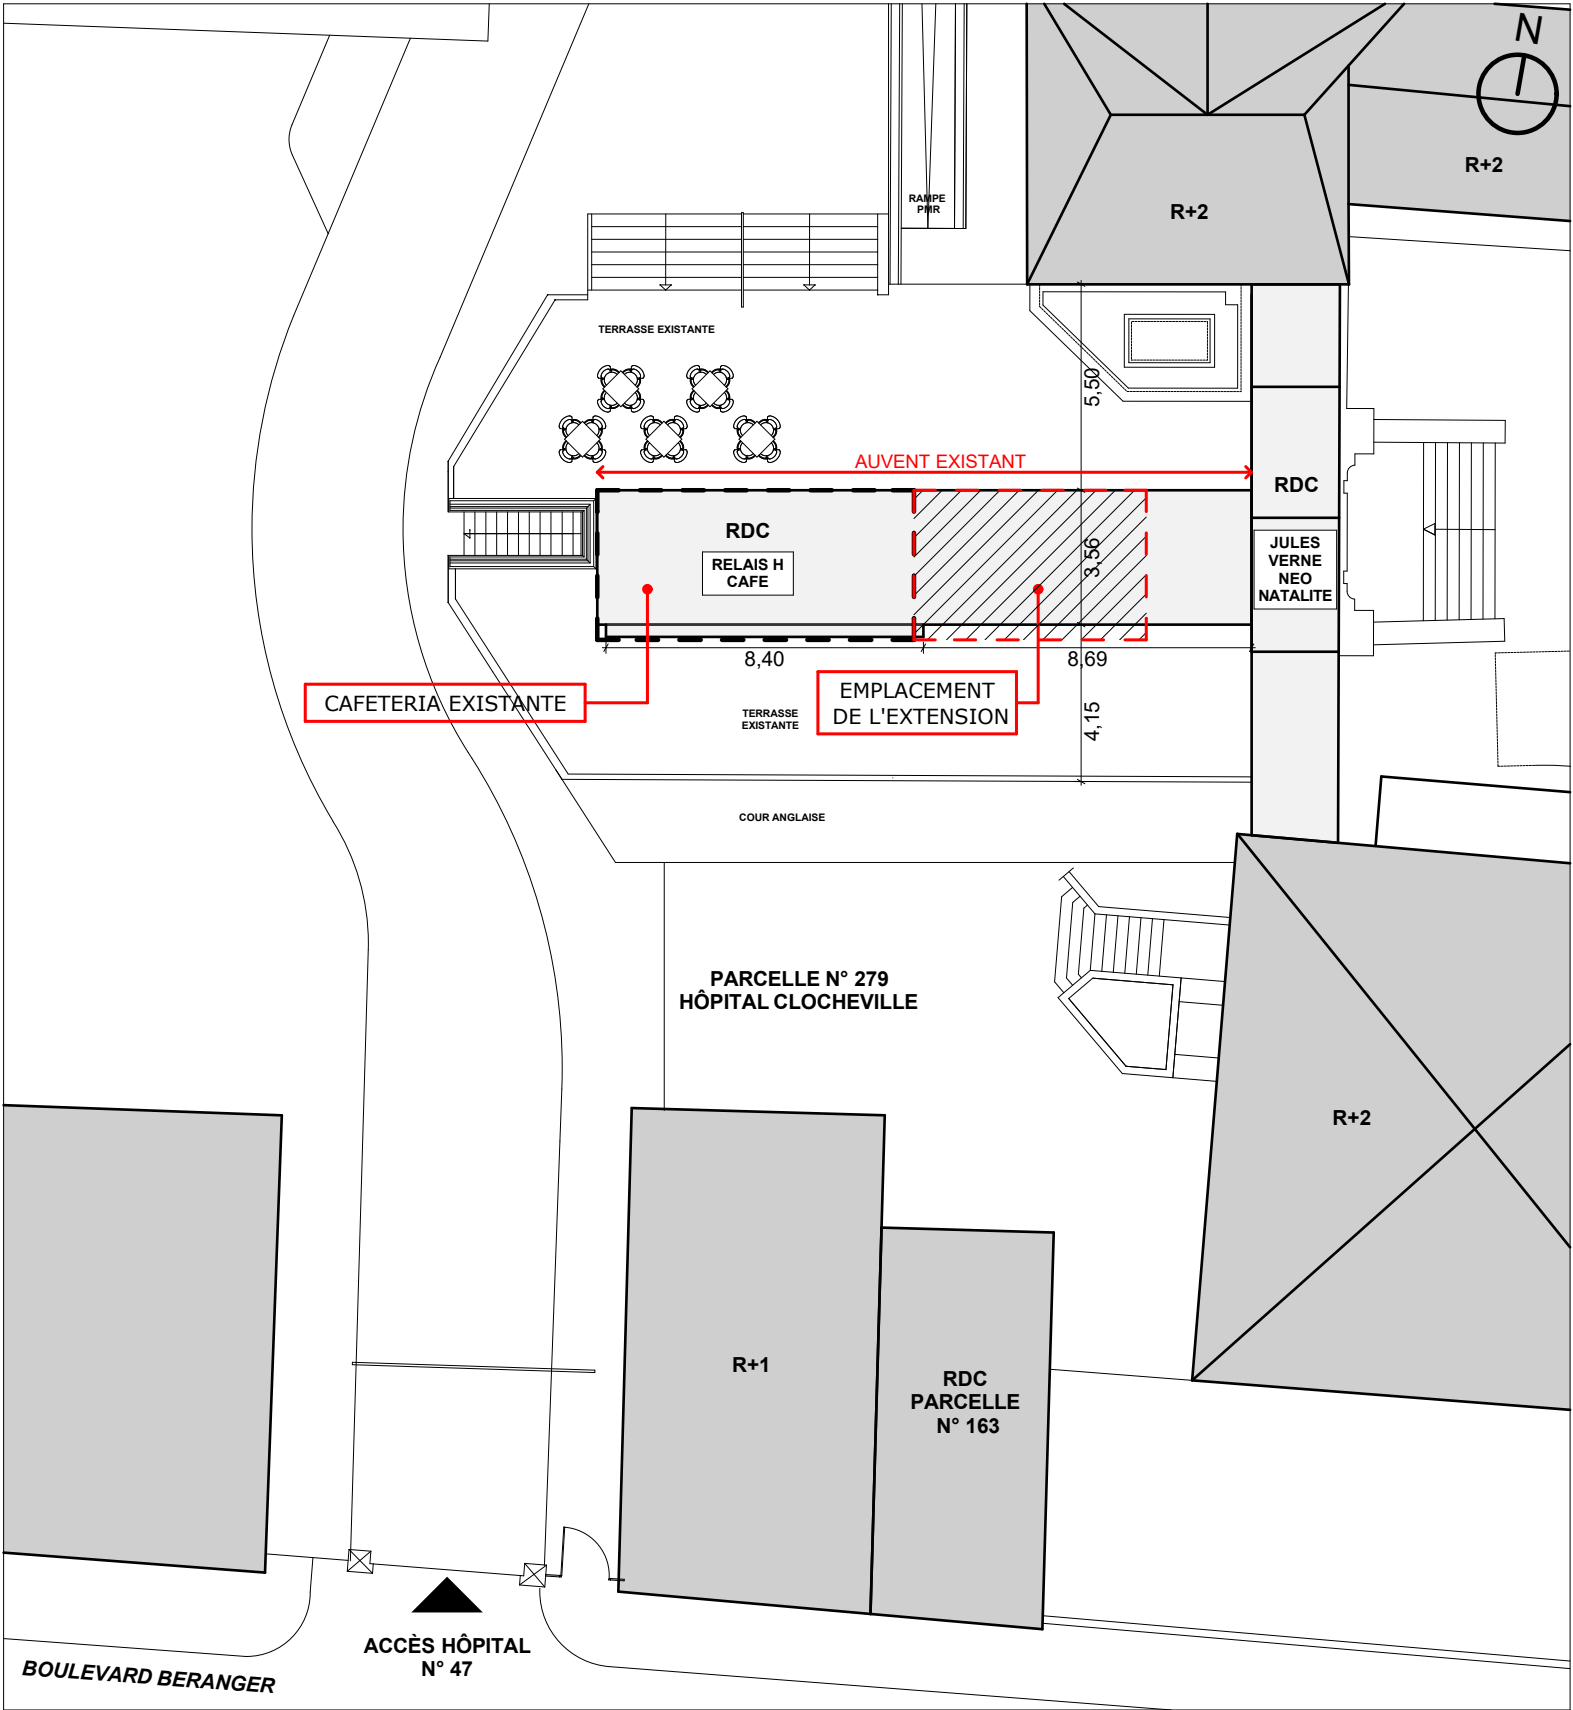 N
R+2
RAMPE
PMR
R+2
TERRASSE EXISTANTE
5,50
AUVENT EXISTANT
RDC
RDC
RELAIS H
CAFE
3,56
JULES
VERNE
NEO
NATALITE
8,40
8,69
CAFETERIA EXISTANTE
EMPLACEMENT
DE L'EXTENSION
TERRASSE
EXISTANTE
4,15
COUR ANGLAISE
PARCELLE N° 279
HÔPITAL CLOCHEVILLE
R+2
R+1
RDC
PARCELLE
N° 163
ACCÈS HÔPITAL
N° 47
BOULEVARD BERANGER